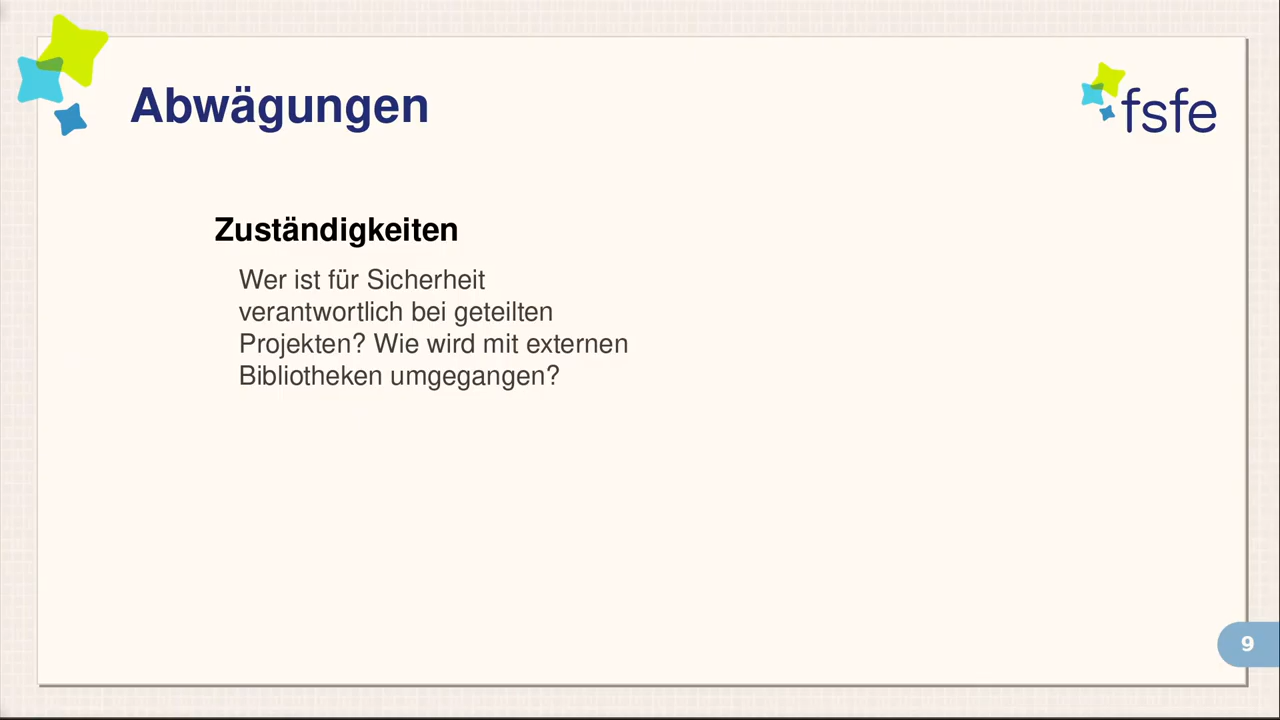 Abwägungen
fsfe
Zuständigkeiten
Wer ist für Sicherheit
verantwortlich bei geteilten
Projekten? Wie wird mit externen
Bibliotheken umgegangen?
9